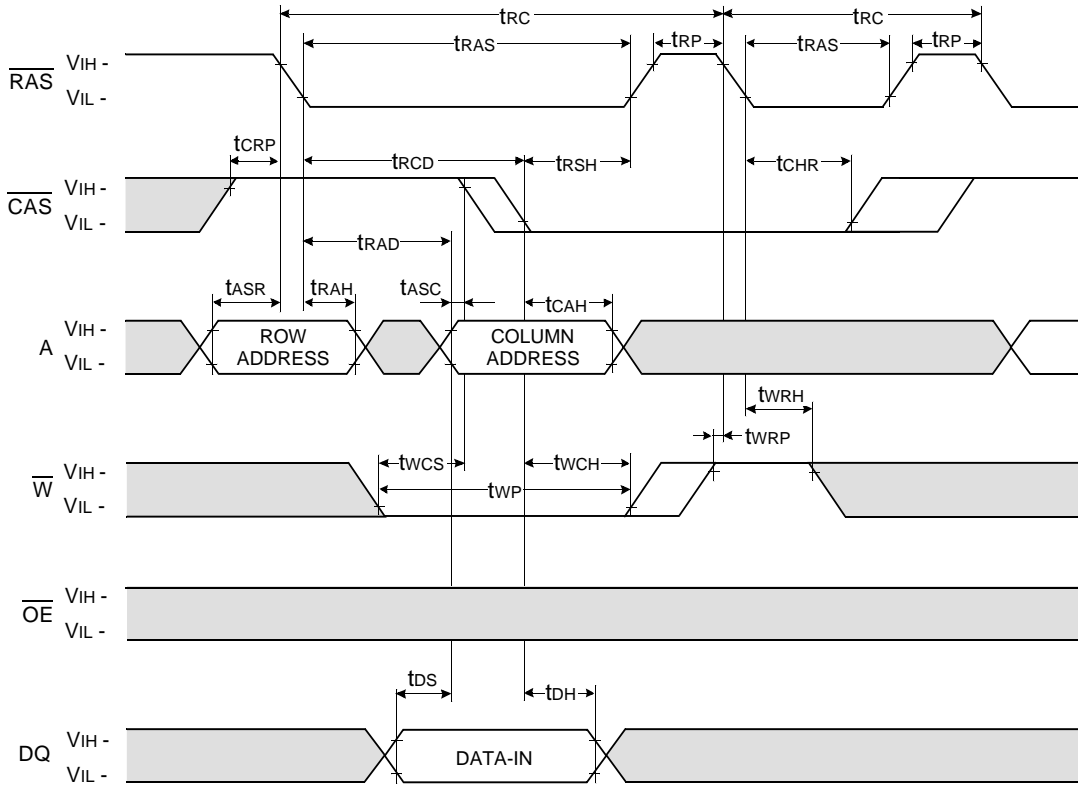 tRC tRC
tRAS tRP tRAS tRP
RAS VIH -
VIL -
tCRP tRCD tRSH tCHR
CAS VIH -
VIL -
tRAD
tASR tRAH tASC tCAH
A VIH -
VIL -
ROW ADDRESS
COLUMN ADDRESS
tWRH
tWRP
W VIH -
VIL -
tWCS tWCH
tWP
OE VIH -
VIL -
tDS tDH
DQ VIH -
VIL -
DATA-IN